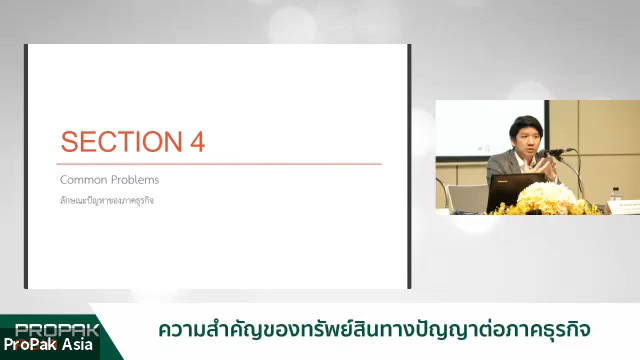 SECTION 4
Common Problems
ลักษณะปัญหาของภาคธุรกิจ
PROPAK
ProPak Asia
ความสำคัญของทรัพย์สินทางปัญญาต่อภาคธุรกิจ